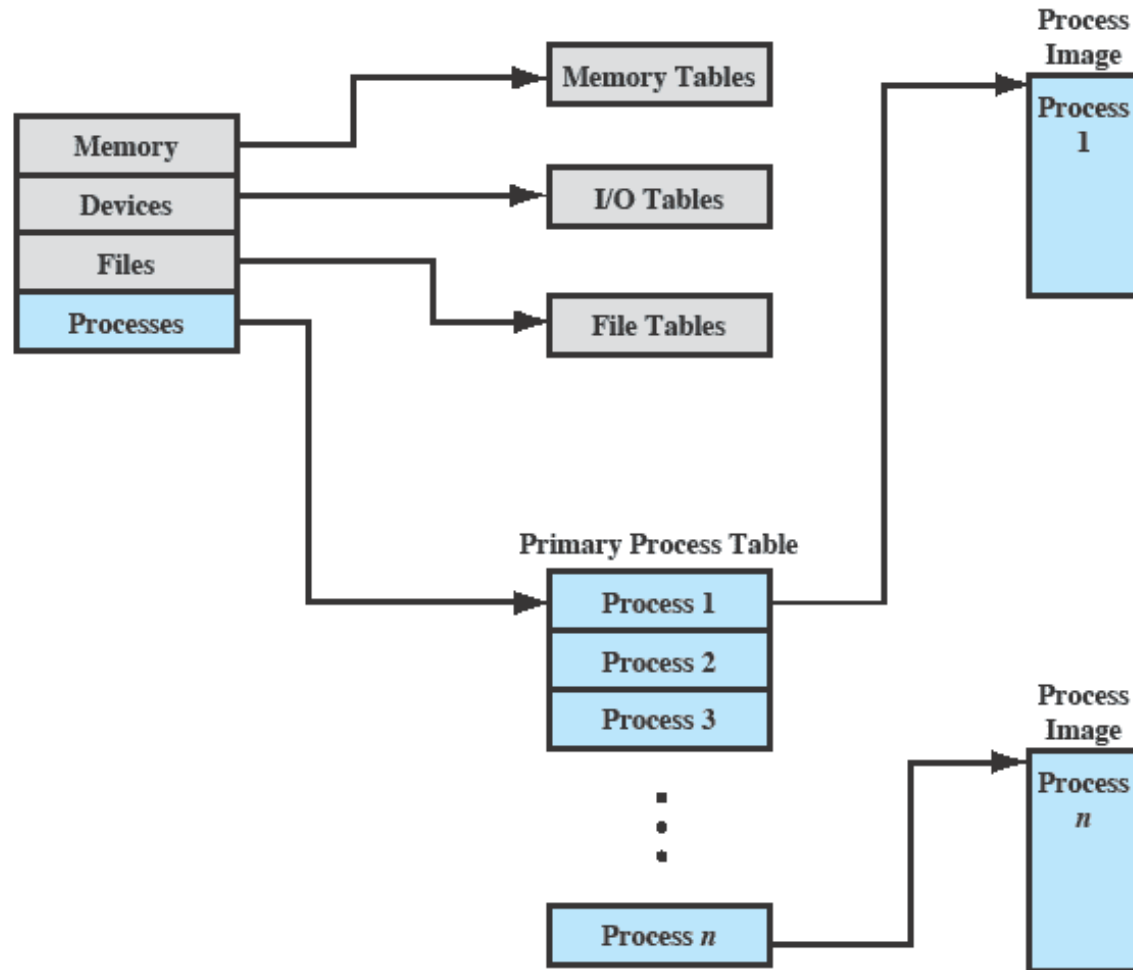 Memory
Devices
Files
Processes
Memory Tables
I/O Tables
File Tables
Primary Process Table
Process 1
Process 2
Process 3
Process n
Process
Image
Process
1
Process
Image
Process
n